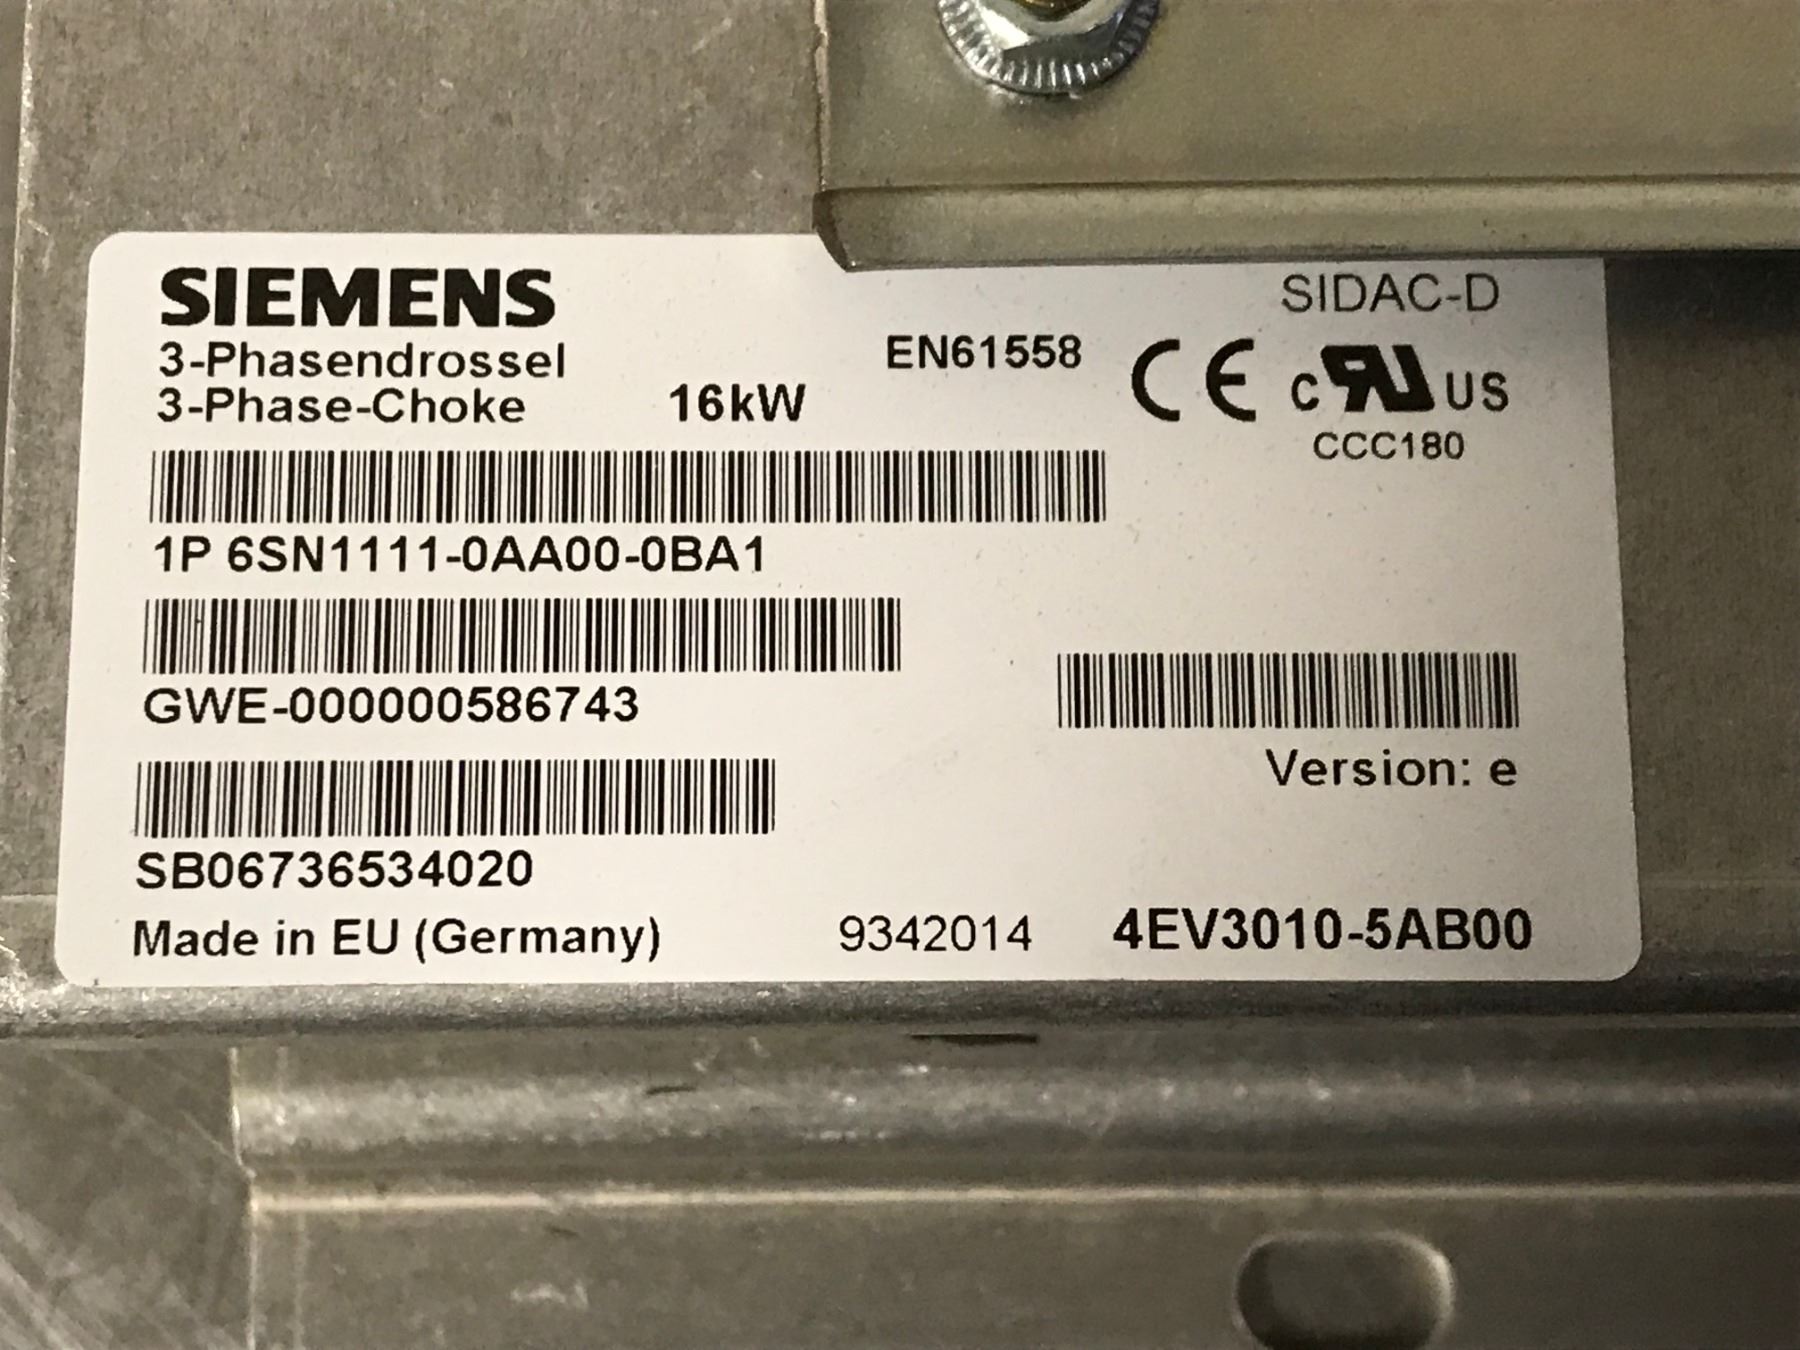 SIEMENS
SIDAC-D
3-Phasendrossel
EN61558
CE
c RU US
3-Phase-Choke
16kW
CCC180
1P 6SN1111-0AA00-0BA1
GWE-000000586743
Version: e
SB06736534020
Made in EU (Germany)
9342014
4EV3010-5AB00